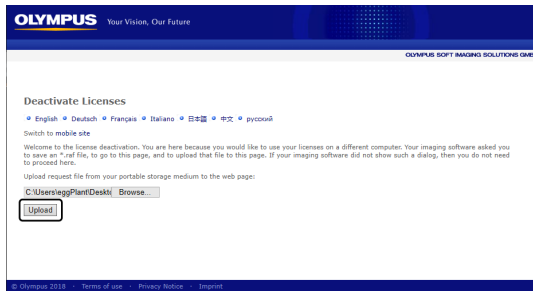 OLYMPUS Your Vision, Our Future
OLYMPUS SOFT IMAGING SOLUTIONS GMB
Deactivate Licenses
English Deutsch Français Italiano 日本語 中文 русский
Switch to mobile site
Welcome to the license deactivation. You are here because you would like to use your licenses on a different computer. Your imaging software asked you
to save an *.raf file, to go to this page, and to upload that file to this page. If your imaging software did not show such a dialog, then you do not need
to proceed here.
Upload request file from your portable storage medium to the web page:
C:\Users\eggPlant\Deskt Browse...
Upload
© Olympus 2018 - Terms of use - Privacy Notice - Imprint